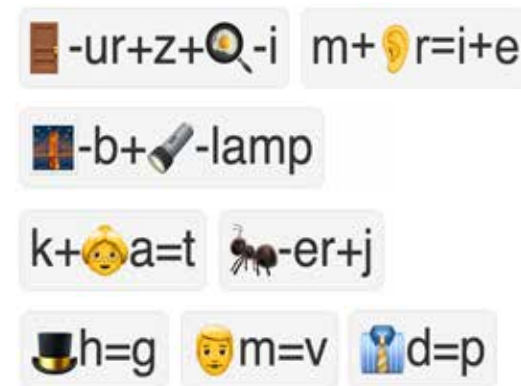 🚪-ur+z+🍳-i m+👂r=i+e
🌉-b+🔦-lamp
k+👵a=t 🐜-er+j
🎩h=g 👨m=v 👔d=p